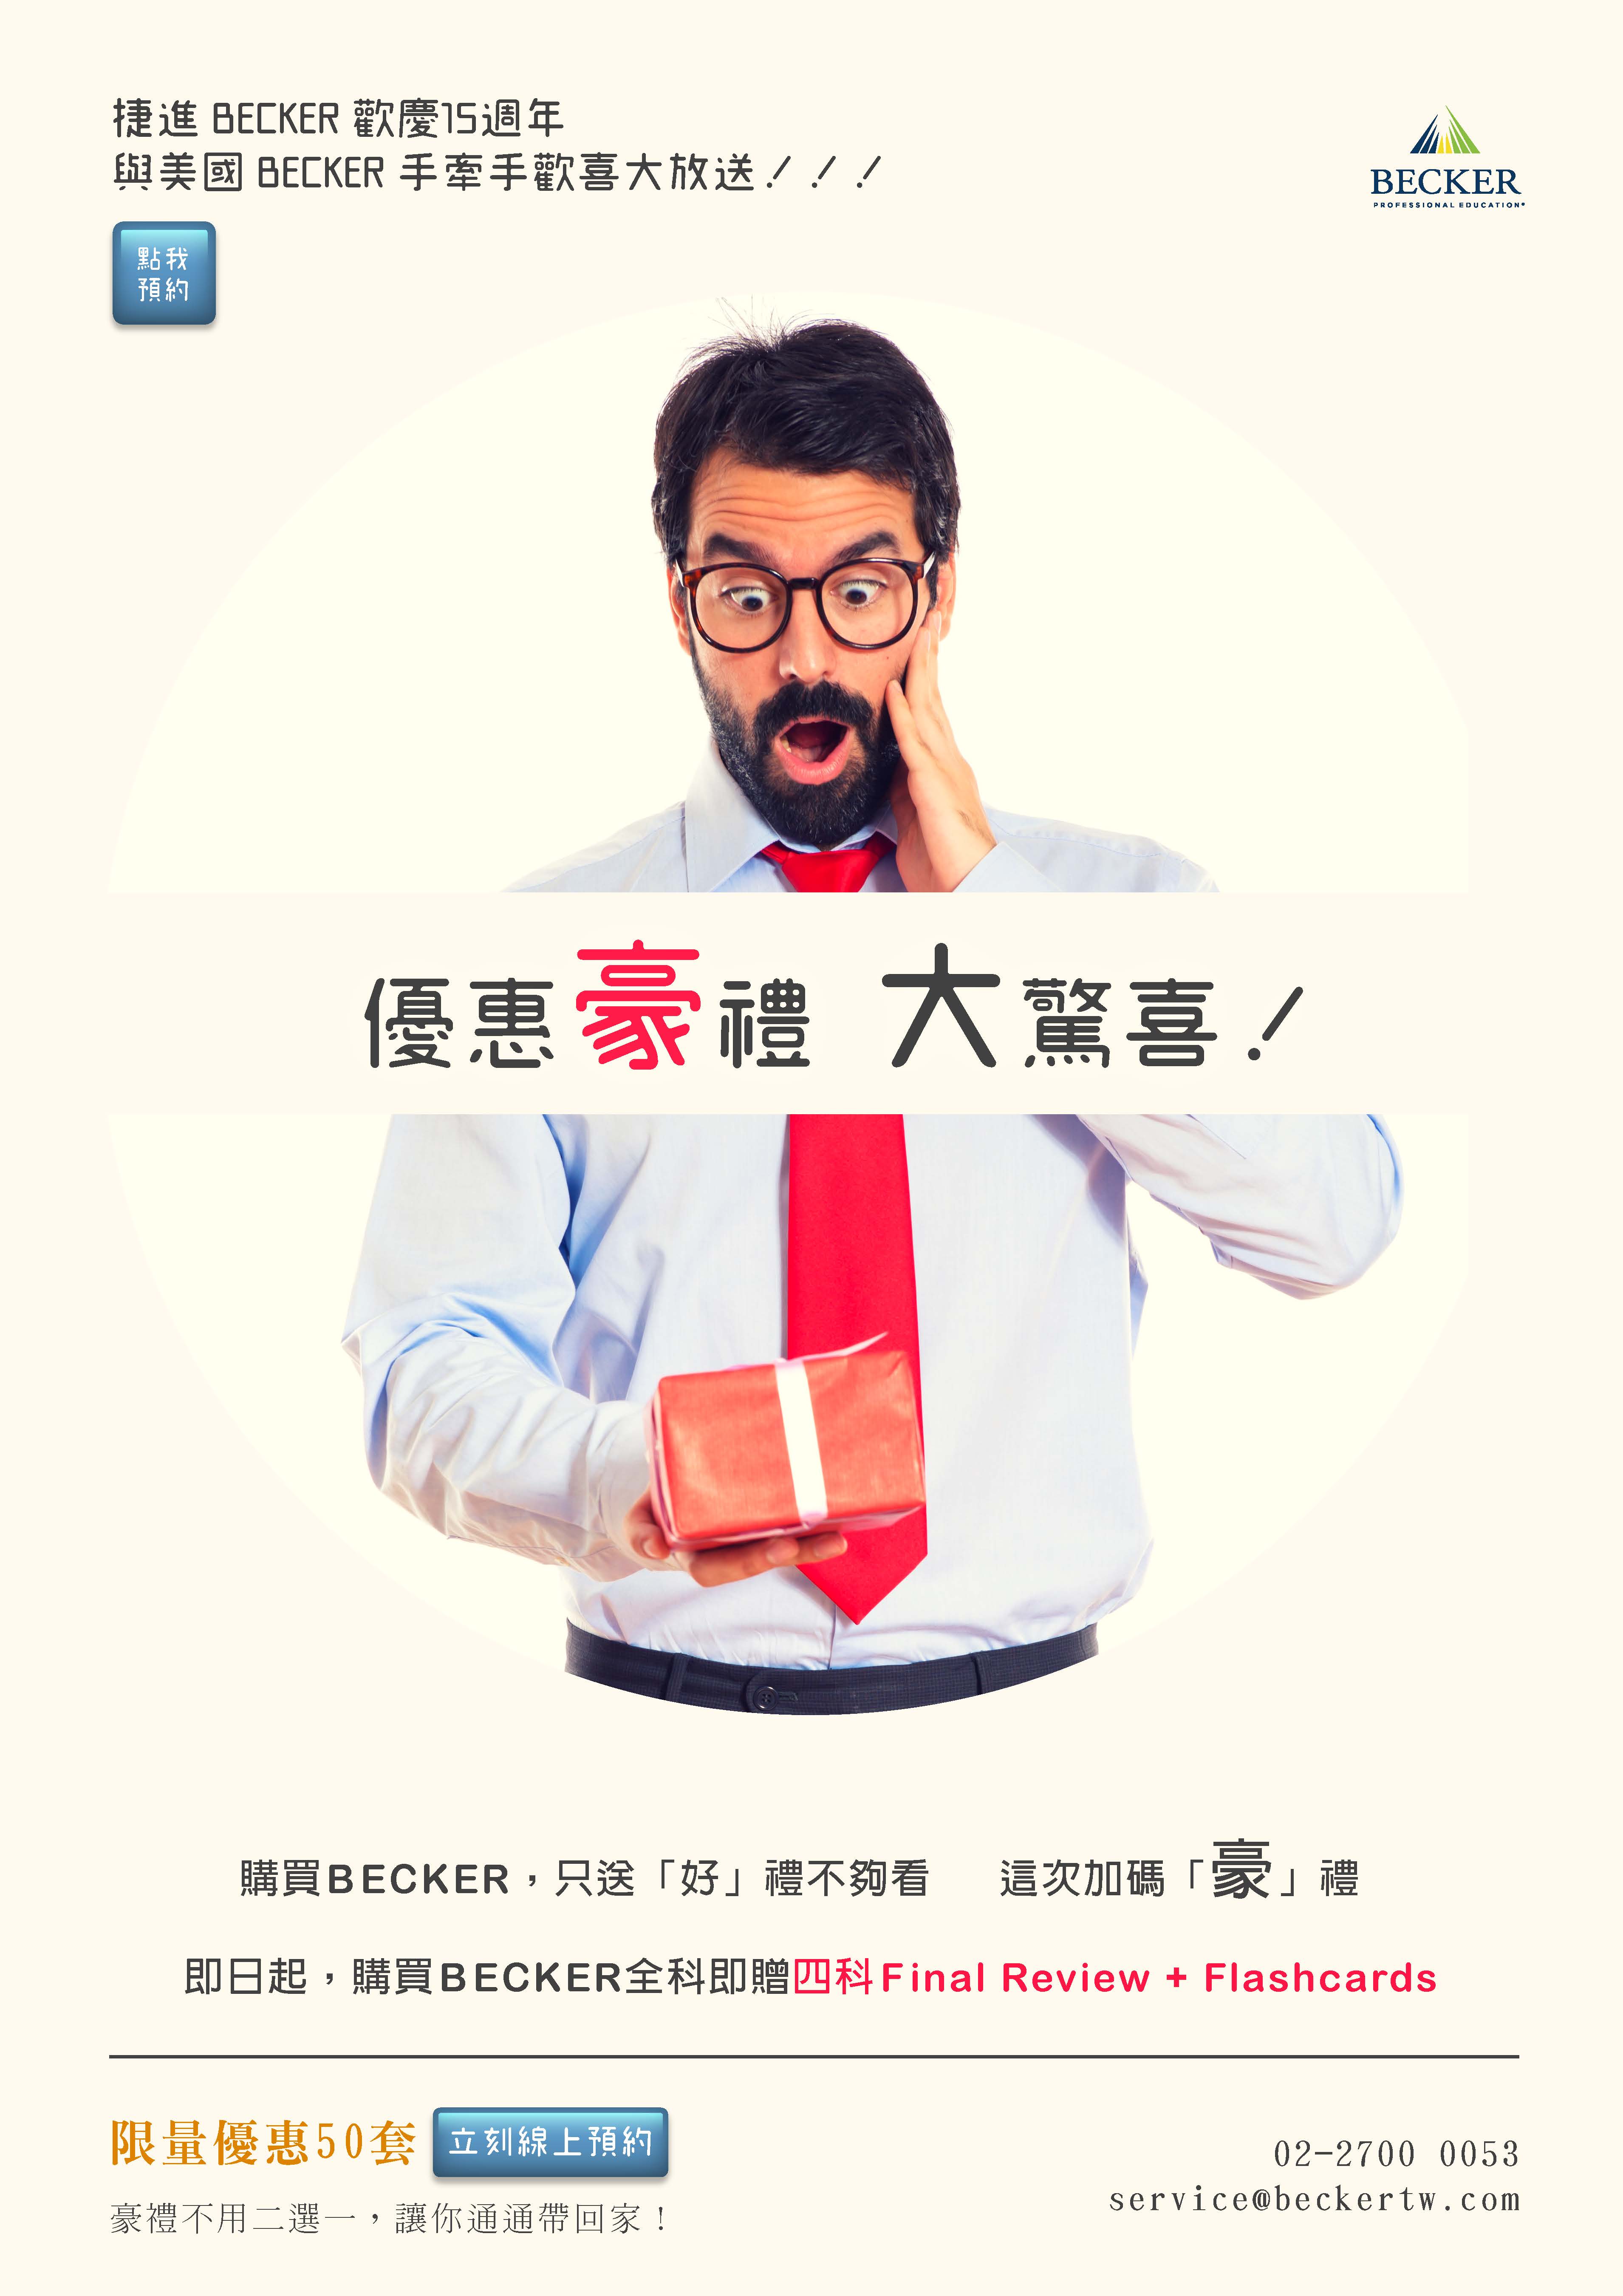 捷進 BECKER 歡慶15週年
與美國 BECKER 手牽手歡喜大放送！！！
BECKER
PROFESSIONAL EDUCATION®
點我
預約
優惠豪禮 大驚喜！
購買BECKER，只送「好」禮不夠看 這次加碼「豪」禮
即日起，購買BECKER全科即贈四科Final Review + Flashcards
限量優惠50套
立刻線上預約
豪禮不用二選一，讓你通通帶回家！
02-2700 0053
service@beckertw.com